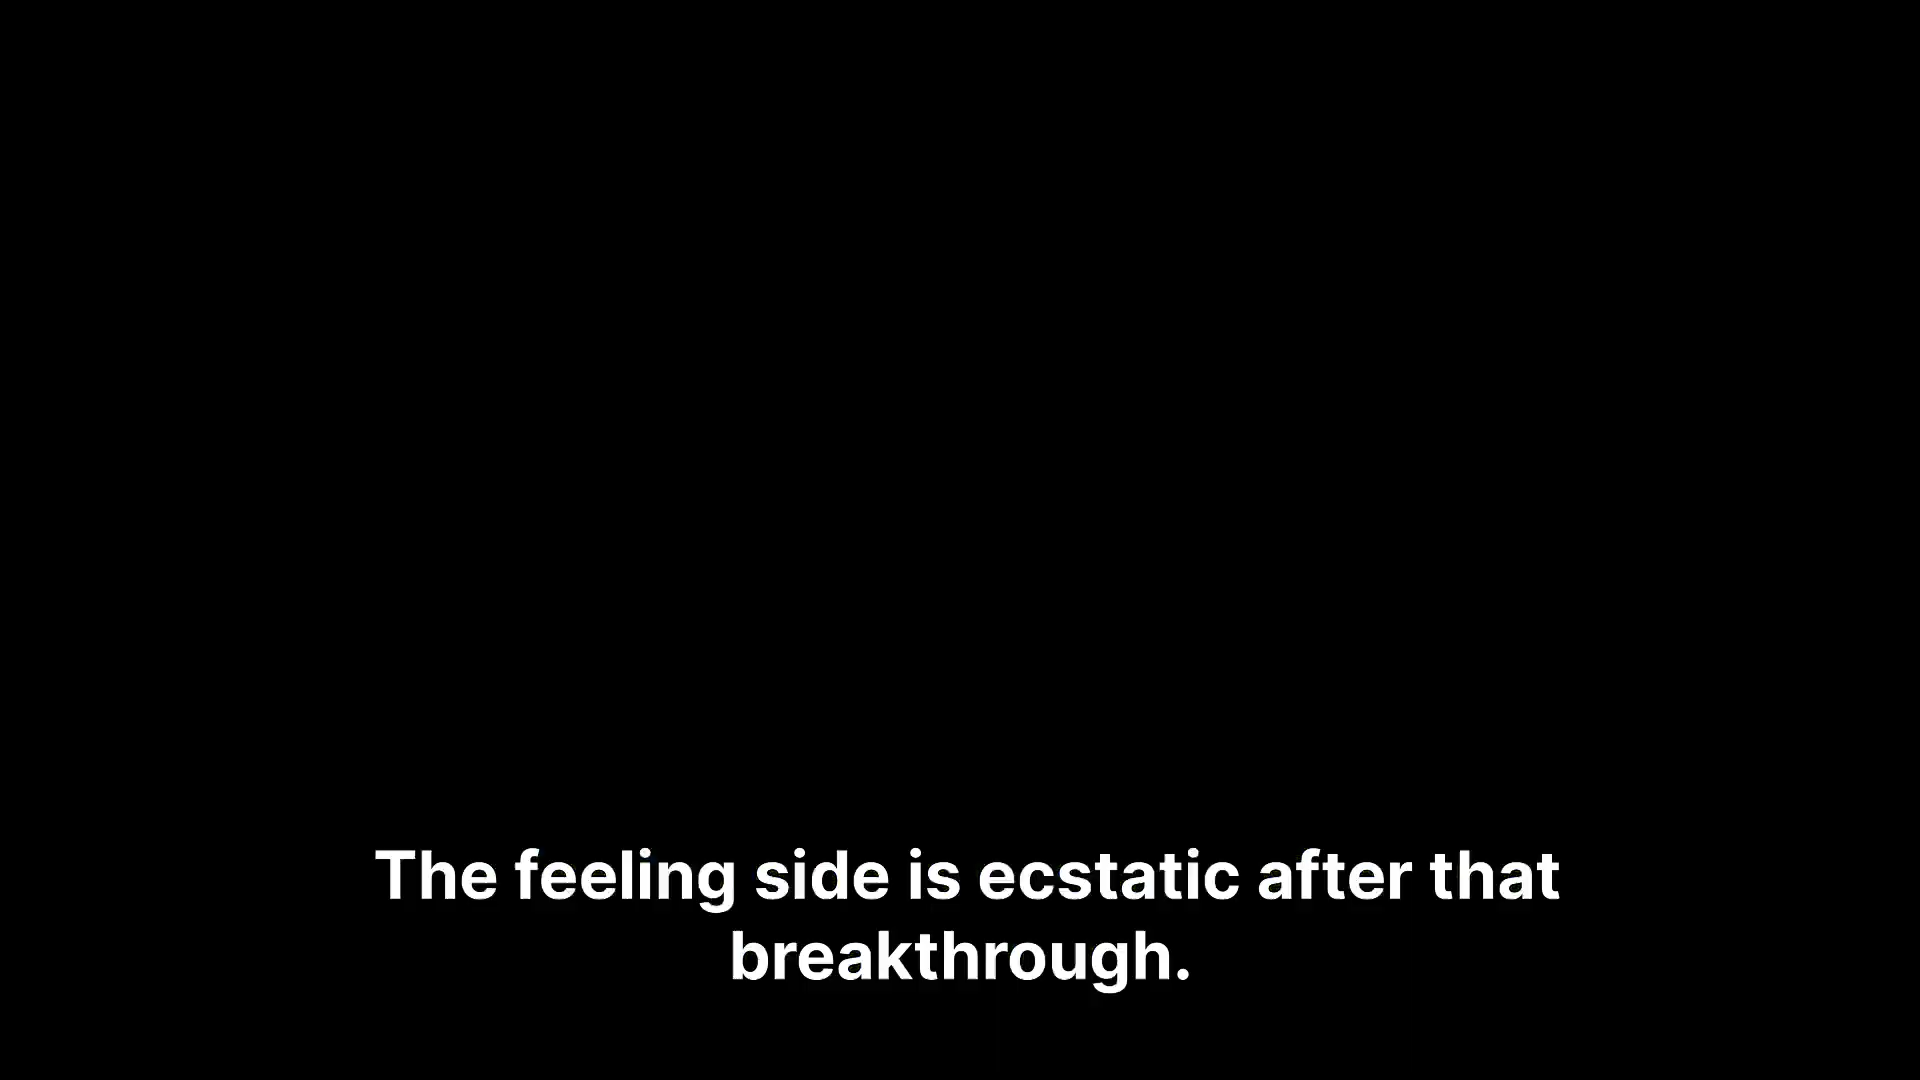 The feeling side is ecstatic after that
breakthrough.